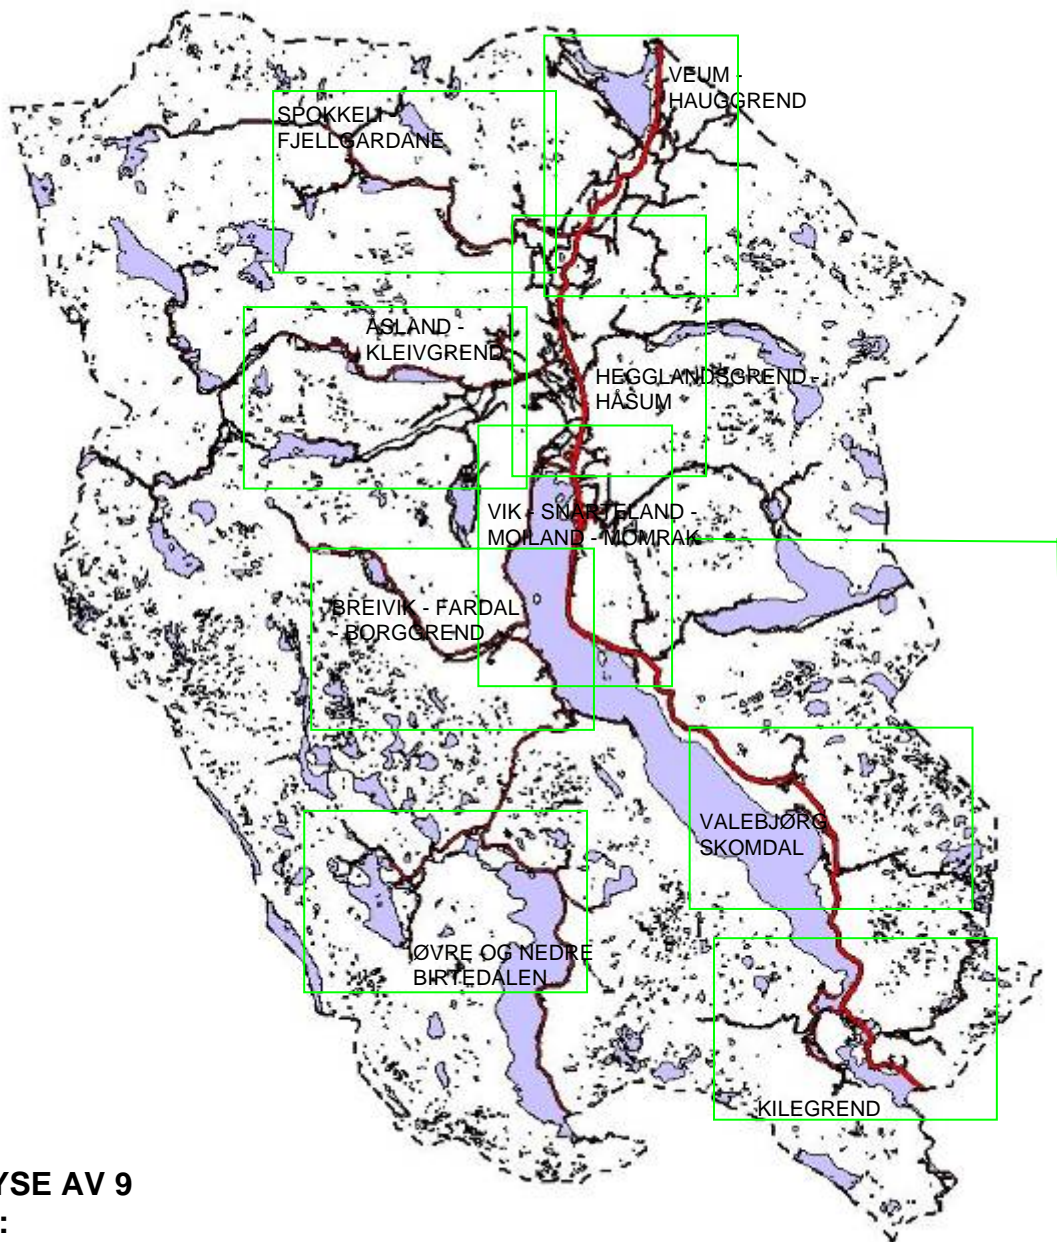 VEUM -
HAUGGREND
SPOKKELI -
FJELLGARDANE
ÅSLAND -
KLEIVGREND
HEGGLANDSGREND -
HÅSUM
VIK - SNARTELAND -
MOILAND - MOMRAK
BREIVIK - FARDAL
- BORGGREND
VALEBJØRG
SKOMDAL
ØVRE OG NEDRE
BIRTEDALEN
KILEGREND
YSE AV 9
: